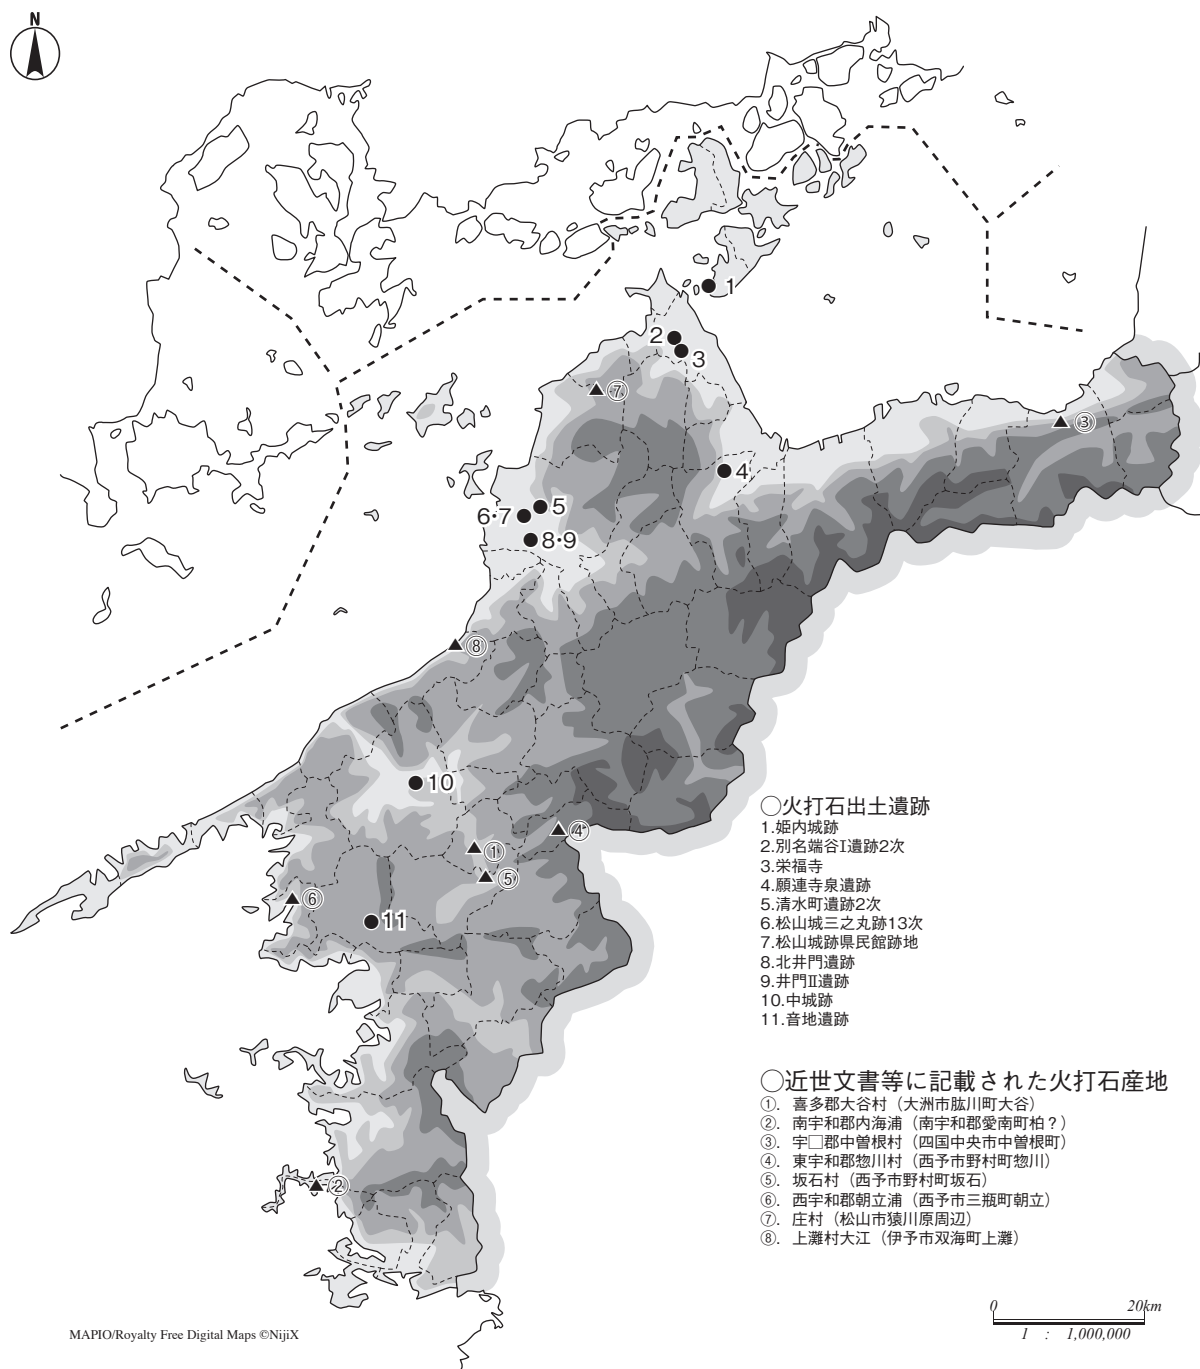 N
1
2
3
⑦
③
4
5
6・7
8・9
⑧
10
④
①
⑤
⑥
11
②
○火打石出土遺跡
1.姫内城跡
2.別名端谷Ⅰ遺跡2次
3.栄福寺
4.願連寺泉遺跡
5.清水町遺跡2次
6.松山城三之丸跡13次
7.松山城跡県民館跡地
8.北井門遺跡
9.井門Ⅱ遺跡
10.中城跡
11.音地遺跡
○近世文書等に記載された火打石産地
①. 喜多郡大谷村（大洲市肱川町大谷）
②. 南宇和郡内海浦（南宇和郡愛南町柏？）
③. 宇□郡中曽根村（四国中央市中曽根町）
④. 東宇和郡惣川村（西予市野村町惣川）
⑤. 坂石村（西予市野村町坂石）
⑥. 西宇和郡朝立浦（西予市三瓶町朝立）
⑦. 庄村（松山市猿川原周辺）
⑧. 上灘村大江（伊予市双海町上灘）
0 20km
1 : 1,000,000
MAPIO/Royalty Free Digital Maps ©NijiX